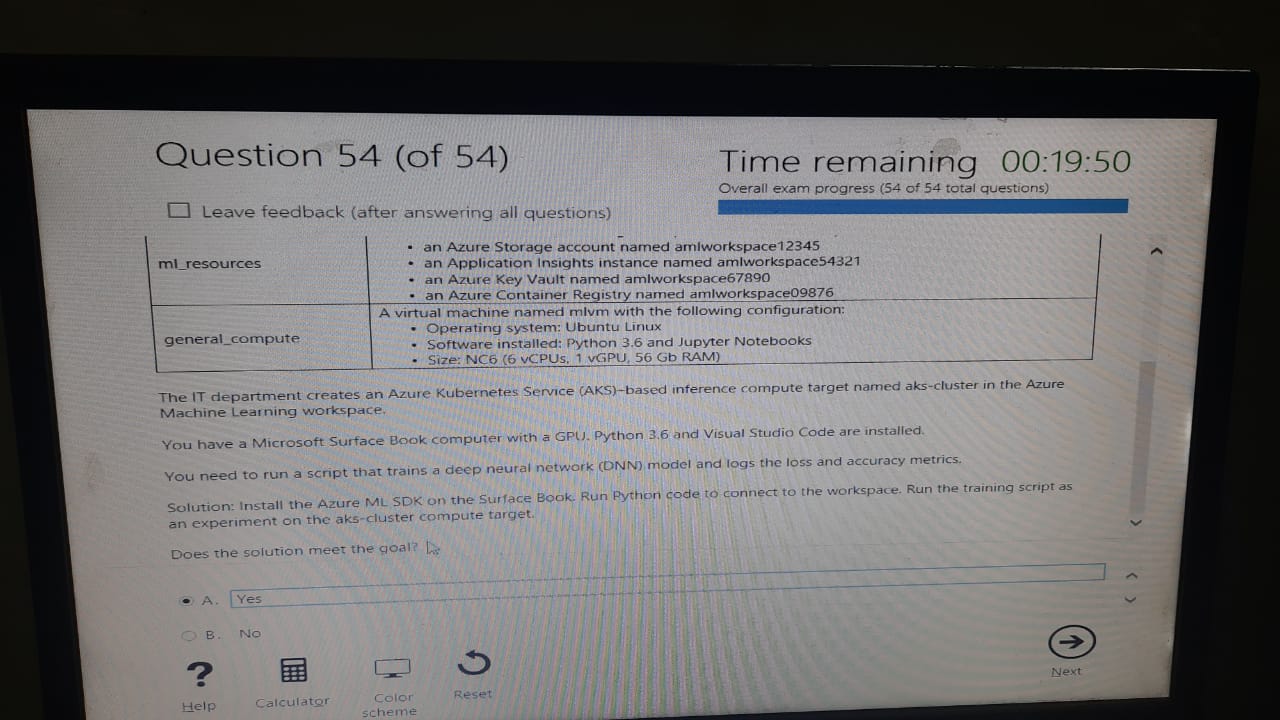 Question 54 (of 54)
Time remaining 00:19:50
Overall exam progress (54 of 54 total questions)
Leave feedback (after answering all questions)
ml_resources
• an Azure Storage account named amlworkspace12345
• an Application Insights instance named amlworkspace54321
• an Azure Key Vault named amlworkspace67890
• an Azure Container Registry named amlworkspace09876
general_compute
A virtual machine named mlvm with the following configuration:
• Operating system: Ubuntu Linux
• Software installed: Python 3.6 and Jupyter Notebooks
• Size: NC6 (6 vCPUs, 1 vGPU, 56 Gb RAM)
The IT department creates an Azure Kubernetes Service (AKS)-based inference compute target named aks-cluster in the Azure
Machine Learning workspace.
You have a Microsoft Surface Book computer with a GPU. Python 3.6 and Visual Studio Code are installed.
You need to run a script that trains a deep neural network (DNN) model and logs the loss and accuracy metrics.
Solution: Install the Azure ML SDK on the Surface Book. Run Python code to connect to the workspace. Run the training script as
an experiment on the aks-cluster compute target.
Does the solution meet the goal?
A. Yes
B. No
?
Help
Calculator
Color
scheme
Reset
Next